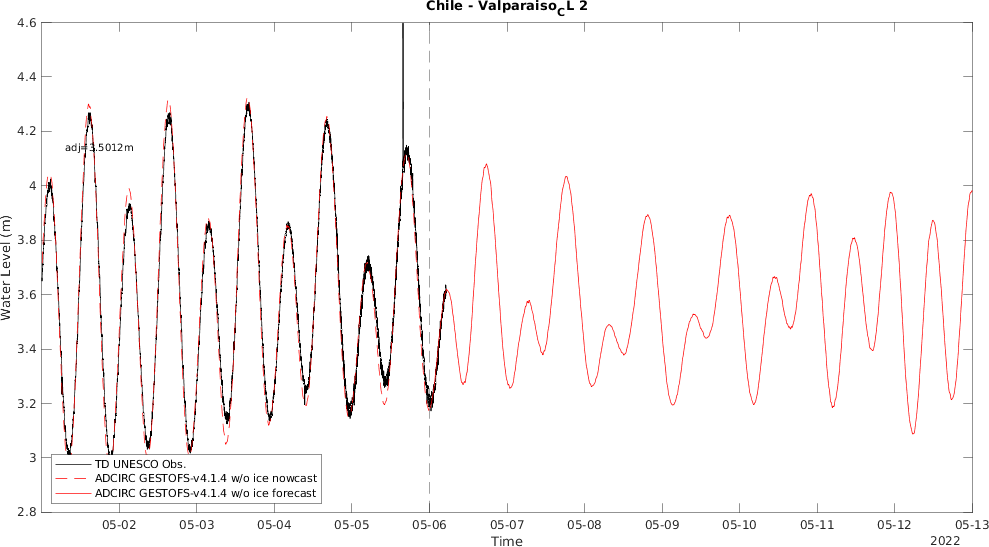 Chile - Valparaiso_CL 2
4.6
4.4
4.2
4
3.8
3.6
3.4
3.2
3
2.8
Water Level (m)
adj=3.5012m
TD UNESCO Obs.
ADCIRC GESTOFS-v4.1.4 w/o ice nowcast
ADCIRC GESTOFS-v4.1.4 w/o ice forecast
05-02 05-03 05-04 05-05 05-06 05-07 05-08 05-09 05-10 05-11 05-12 05-13
Time
2022